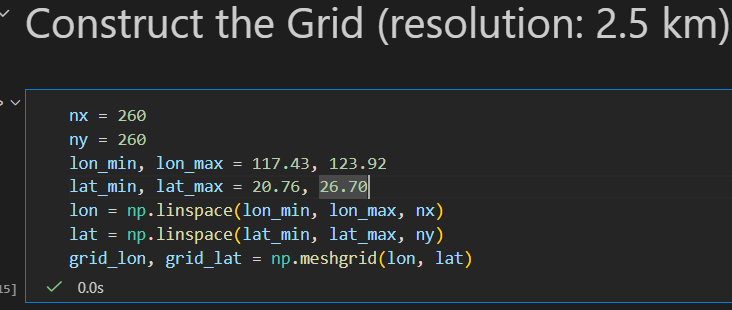 Construct the Grid (resolution: 2.5 km)
nx = 260
ny = 260
lon_min, lon_max = 117.43, 123.92
lat_min, lat_max = 20.76, 26.70
lon = np.linspace(lon_min, lon_max, nx)
lat = np.linspace(lat_min, lat_max, ny)
grid_lon, grid_lat = np.meshgrid(lon, lat)
15]
0.0s